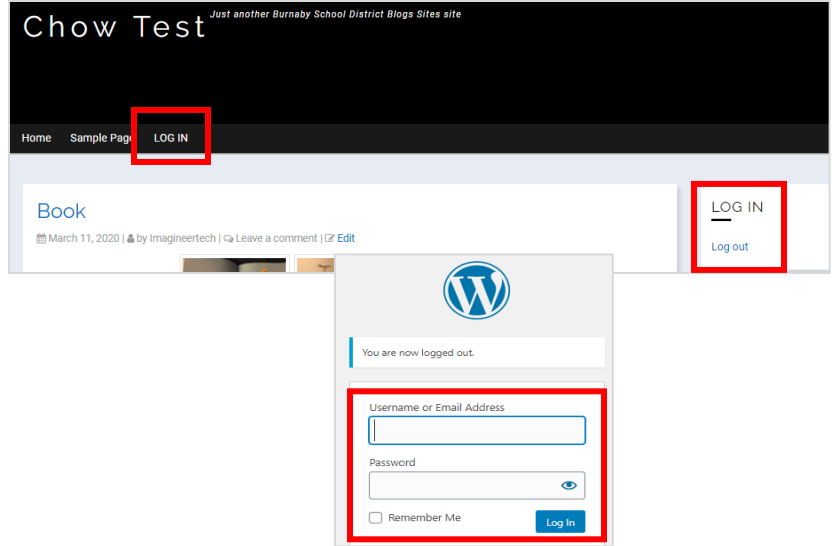 Chow Test Just another Burnaby School District Blogs Sites site
Home Sample Page LOG IN
Book
March 11, 2020 | by Imagineertech | Leave a comment | Edit
LOG IN
Log out
You are now logged out.
Username or Email Address
Password
Remember Me
Log In